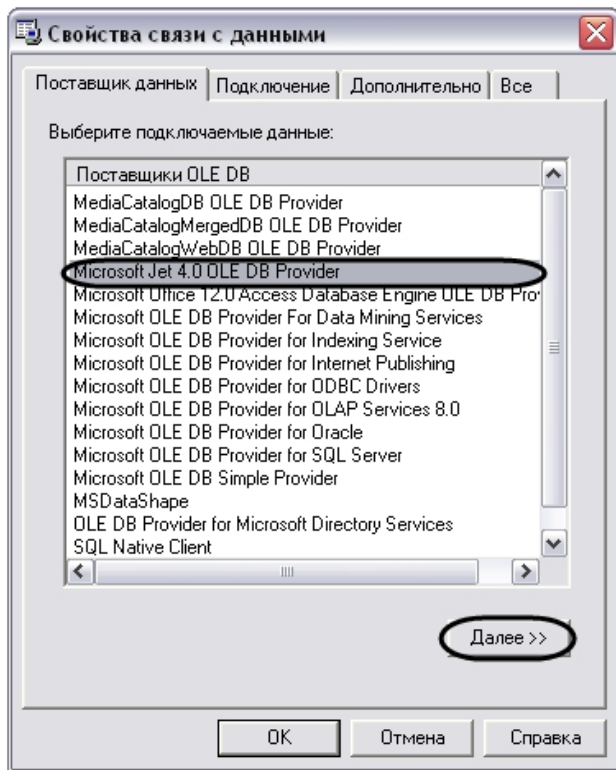 Свойства связи с данными
Поставщик данных Подключение Дополнительно Все
Выберите подключаемые данные:
Поставщики OLE DB
MediaCatalogDB OLE DB Provider
MediaCatalogMergedDB OLE DB Provider
MediaCatalogWebDB OLE DB Provider
Microsoft Jet 4.0 OLE DB Provider
Microsoft Office 12.0 Access Database Engine OLE DB Pro
Microsoft OLE DB Provider For Data Mining Services
Microsoft OLE DB Provider for Indexing Service
Microsoft OLE DB Provider for Internet Publishing
Microsoft OLE DB Provider for ODBC Drivers
Microsoft OLE DB Provider for OLAP Services 8.0
Microsoft OLE DB Provider for Oracle
Microsoft OLE DB Provider for SQL Server
Microsoft OLE DB Simple Provider
MSDataShape
OLE DB Provider for Microsoft Directory Services
SQL Native Client
Далее >>
OK Отмена Справка